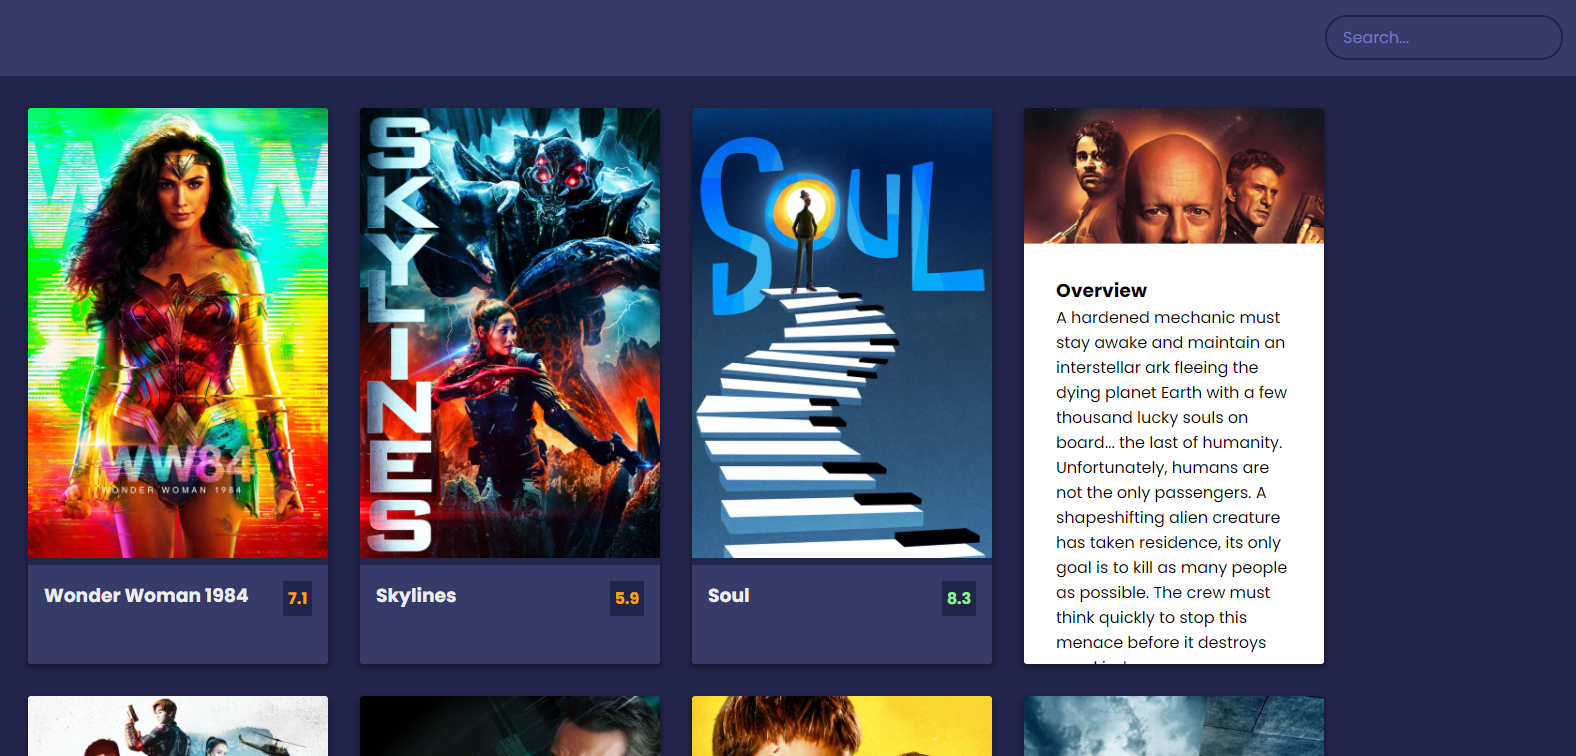 Search...
WW
WW84
WONDER WOMAN 1984
Wonder Woman 1984
7.1
SKYLINES
Skylines
5.9
SOUL
Soul
8.3
Overview
A hardened mechanic must
stay awake and maintain an
interstellar ark fleeing the
dying planet Earth with a few
thousand lucky souls on
board... the last of humanity.
Unfortunately, humans are
not the only passengers. A
shapeshifting alien creature
has taken residence, its only
goal is to kill as many people
as possible. The crew must
think quickly to stop this
menace before it destroys